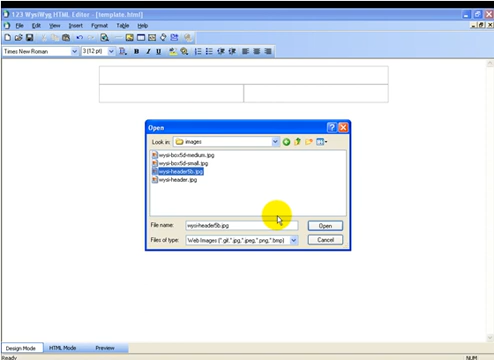 123 WysiWyg HTML Editor - [template.html]
File Edit View Insert Format Table Help
Times New Roman 3 (12 pt) B I U
Open
Look in: images
wysi-box5d-medium.jpg
wysi-box5d-small.jpg
wysi-header5b.jpg
wysi-header.jpg
File name: wysi-header5b.jpg Open
Files of type: Web Images (*.gif,*.jpg,*.jpeg,*.png,*.bmp) Cancel
Design Mode HTML Mode Preview
Ready NUM